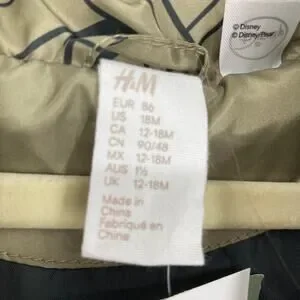 © Disney
© Disney/Pixar
H&M
EUR 86
US 18M
CA 12-18M
CN 90/48
MX 12-18M
AUS 1½
UK 12-18M
Made in
China
Fabriqué en
Chine